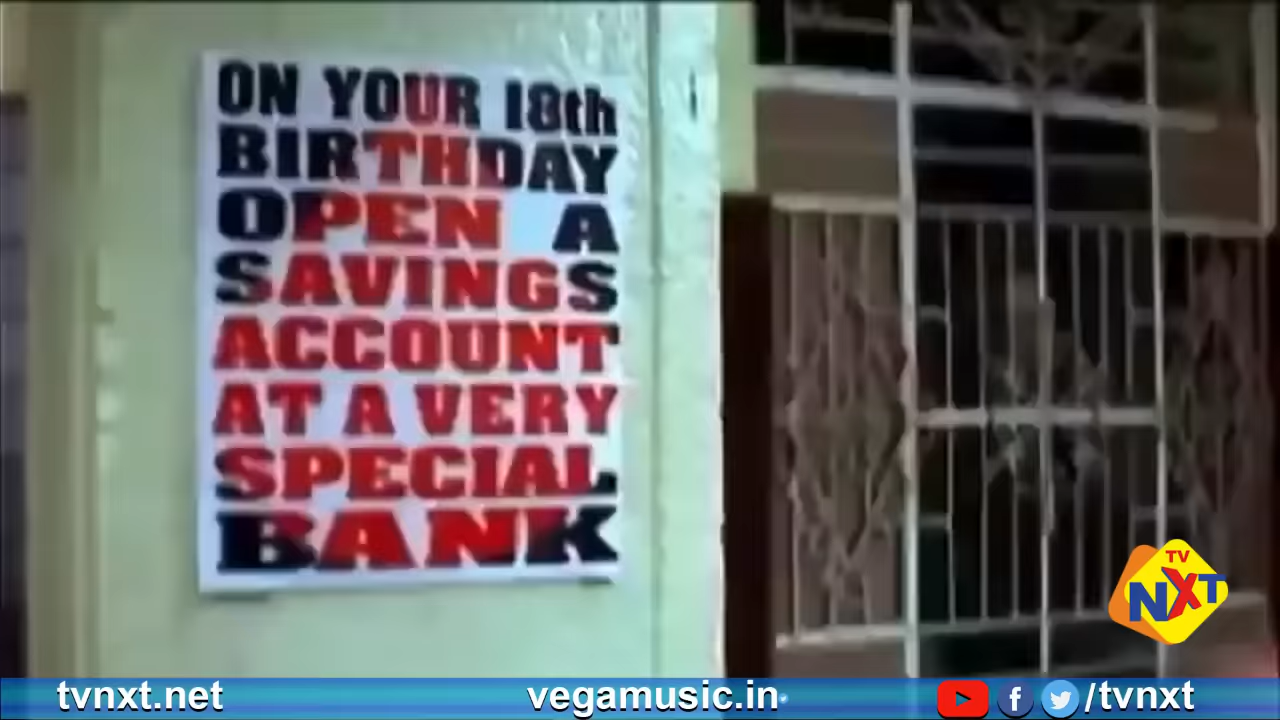 ON YOUR 18th
BIRTHDAY
OPEN A
SAVINGS
ACCOUNT
AT A VERY
SPECIAL
BANK
TV
NXT
tvnxt.net
vegamusic.in
/tvnxt